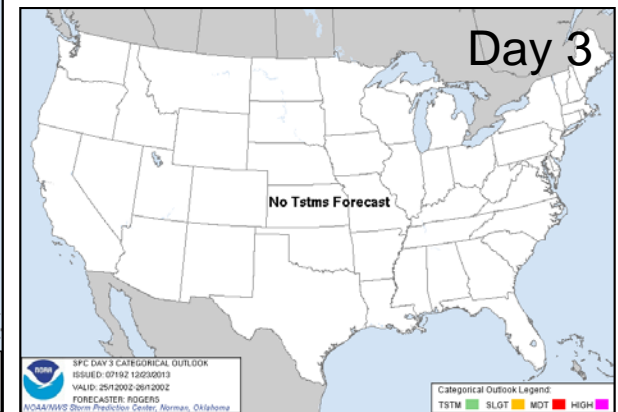 Day 3
No Tstms Forecast
NOAA
SPC DAY 3 CATEGORICAL OUTLOOK
ISSUED: 0719Z 12/23/2013
VALID: 25/1200Z-26/1200Z
FORECASTER: ROGERS
NOAA/NWS Storm Prediction Center, Norman, Oklahoma
Categorical Outlook Legend:
TSTM SLGT MDT HIGH